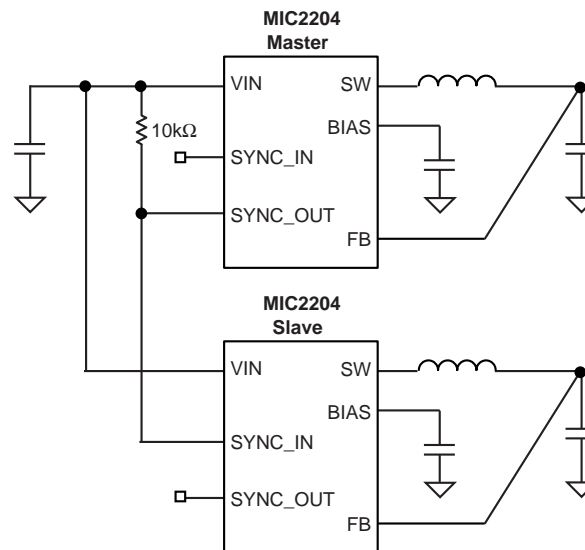 MIC2204
Master
VIN
SW
10kΩ
BIAS
SYNC_IN
SYNC_OUT
FB
MIC2204
Slave
VIN
SW
BIAS
SYNC_IN
SYNC_OUT
FB